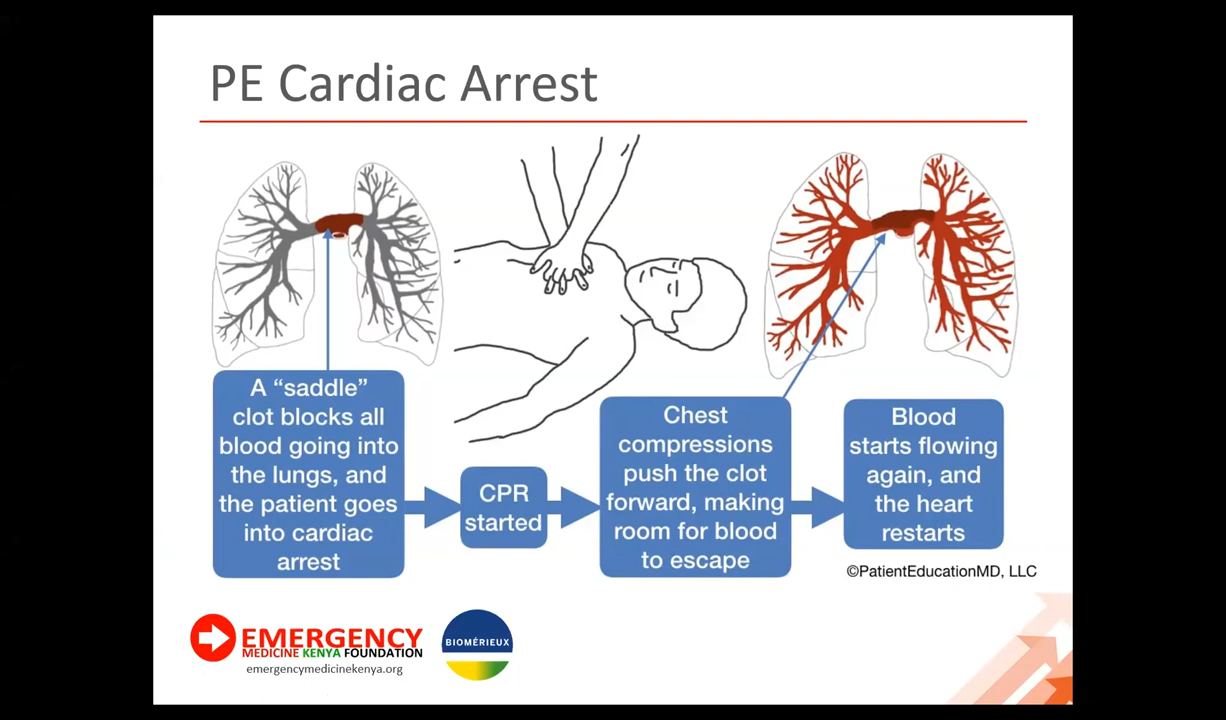 PE Cardiac Arrest
A “saddle”
clot blocks all
blood going into
the lungs, and
the patient goes
into cardiac
arrest
CPR
started
Chest
compressions
push the clot
forward, making
room for blood
to escape
Blood
starts flowing
again, and
the heart
restarts
©PatientEducationMD, LLC
EMERGENCY
MEDICINE KENYA FOUNDATION
emergencymedicinekenya.org
BIOMÉRIEUX